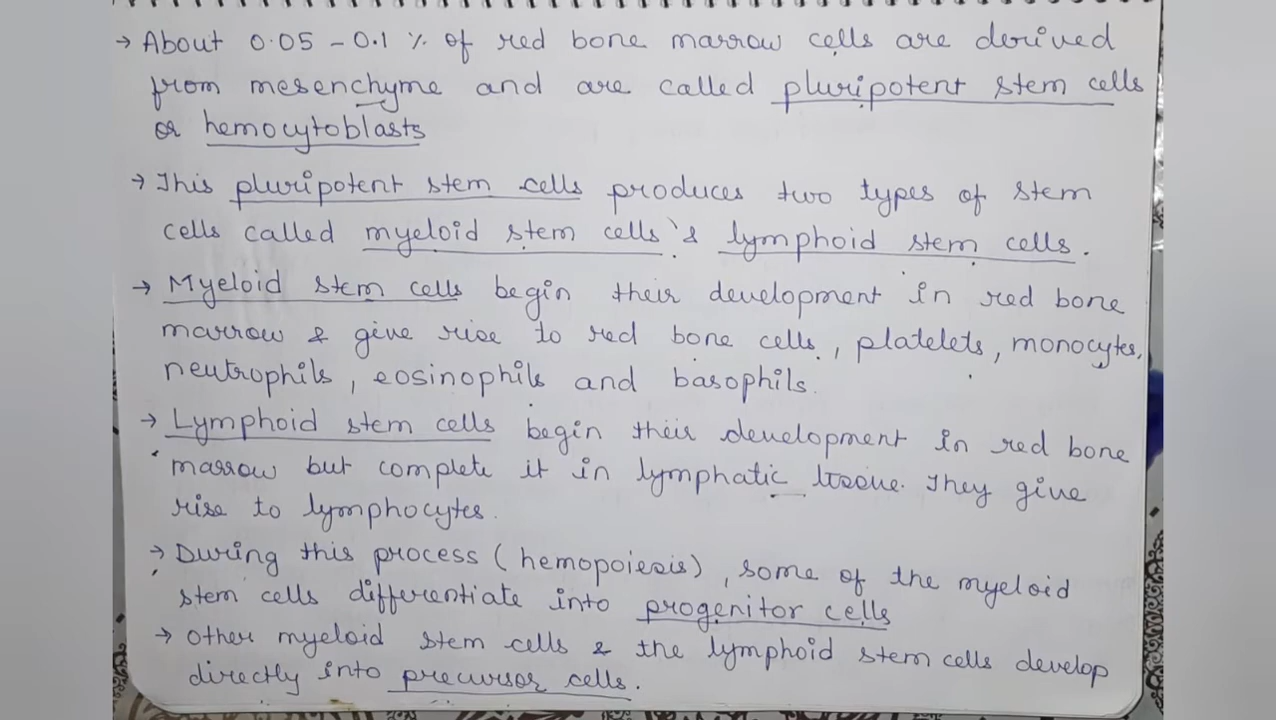 → About 0.05 - 0.1 % of red bone marrow cells are derived
from mesenchyme and are called pluripotent stem cells
or hemocytoblasts
→ This pluripotent stem cells produces two types of stem
cells called myeloid stem cells & lymphoid stem cells.
→ Myeloid stem cells begin their development in red bone
marrow & give rise to red bone cells, platelets, monocytes,
neutrophils, eosinophils and basophils.
→ Lymphoid stem cells begin their development in red bone
marrow but complete it in lymphatic tissue. They give
rise to lymphocytes.
→ During this process (hemopoiesis), some of the myeloid
stem cells differentiate into progenitor cells
→ Other myeloid stem cells & the lymphoid stem cells develop
directly into precursor cells.